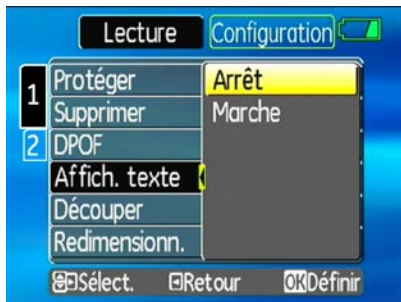 Lecture Configuration
1
2
Protéger
Supprimer
DPOF
Affich. texte
Découper
Redimensionn.
Arrêt
Marche
Sélect. Retour OK Définir